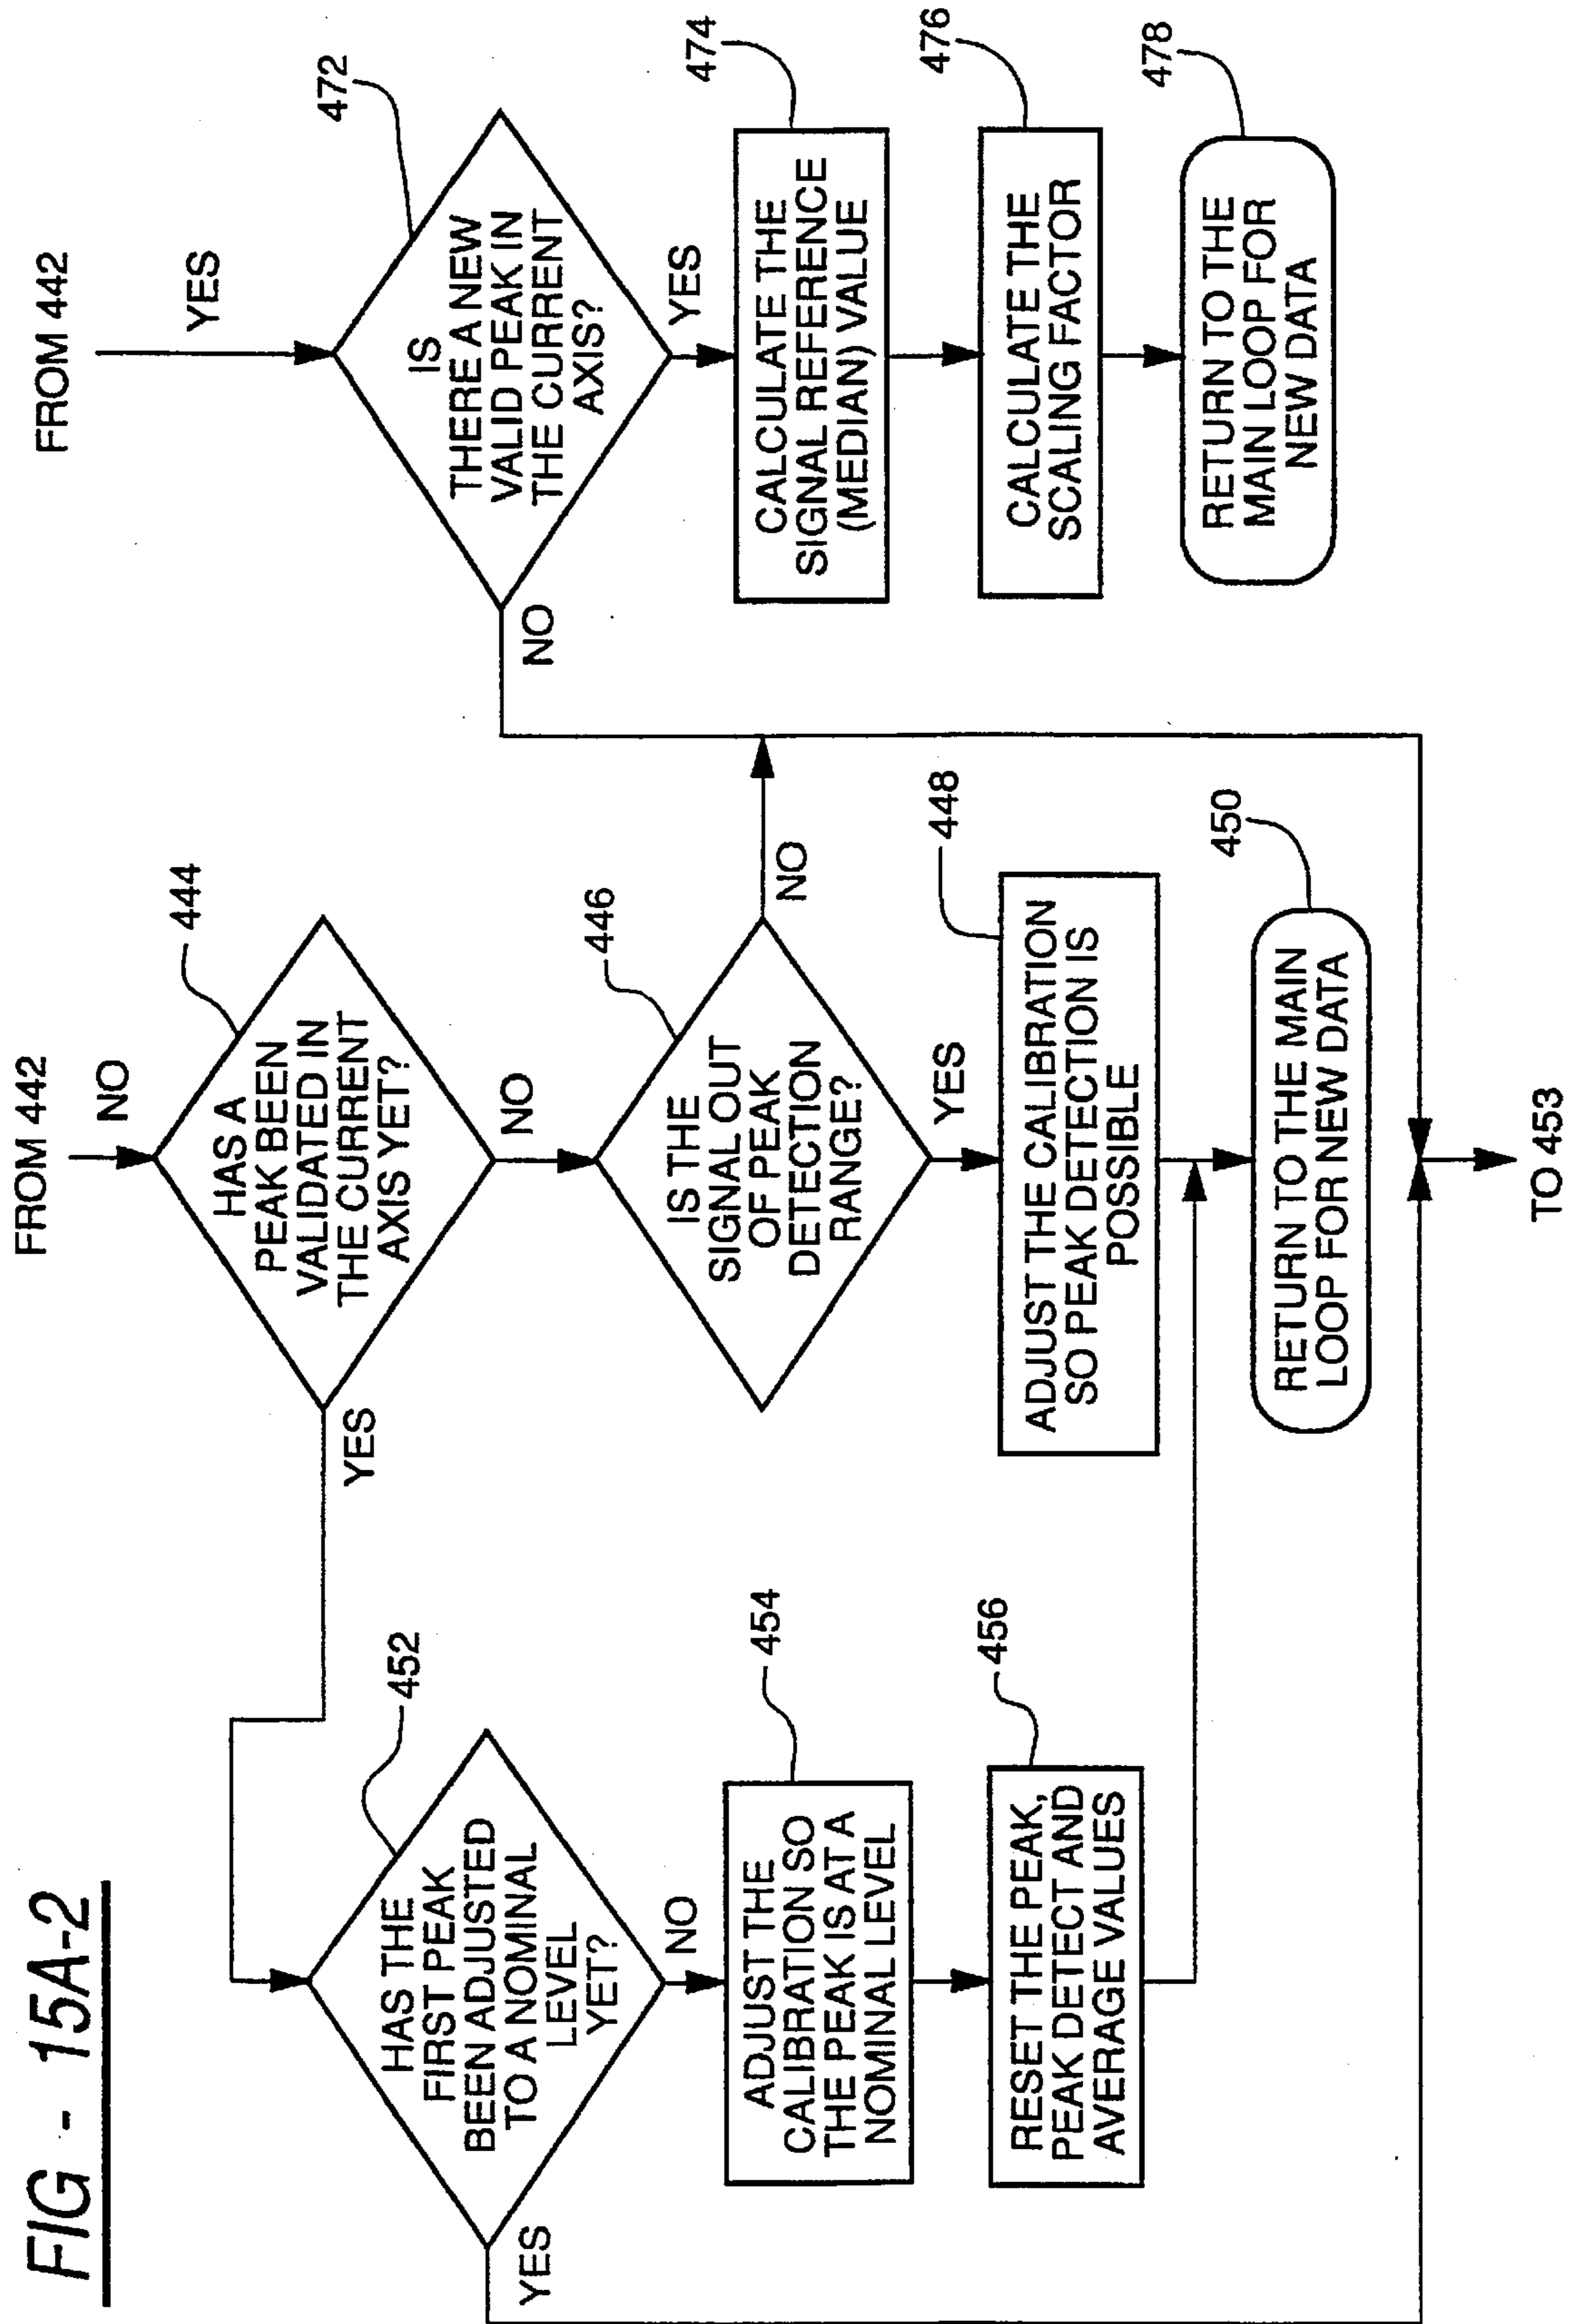 FIG - 15A-2
FROM 442
NO
HAS A
PEAK BEEN
VALIDATED IN
THE CURRENT
AXIS YET?
444
YES
NO
452
HAS THE
FIRST PEAK
BEEN ADJUSTED
TO A NOMINAL
LEVEL
YET?
YES
NO
454
ADJUST THE
CALIBRATION SO
THE PEAK IS AT A
NOMINAL LEVEL
456
RESET THE PEAK,
PEAK DETECT AND
AVERAGE VALUES
446
IS THE
SIGNAL OUT
OF PEAK
DETECTION
RANGE?
NO
YES
448
ADJUST THE CALIBRATION
SO PEAK DETECTION IS
POSSIBLE
450
RETURN TO THE MAIN
LOOP FOR NEW DATA
TO 453
FROM 442
YES
472
IS
THERE A NEW
VALID PEAK IN
THE CURRENT
AXIS?
NO
YES
474
CALCULATE THE
SIGNAL REFERENCE
(MEDIAN) VALUE
476
CALCULATE THE
SCALING FACTOR
478
RETURN TO THE
MAIN LOOP FOR
NEW DATA